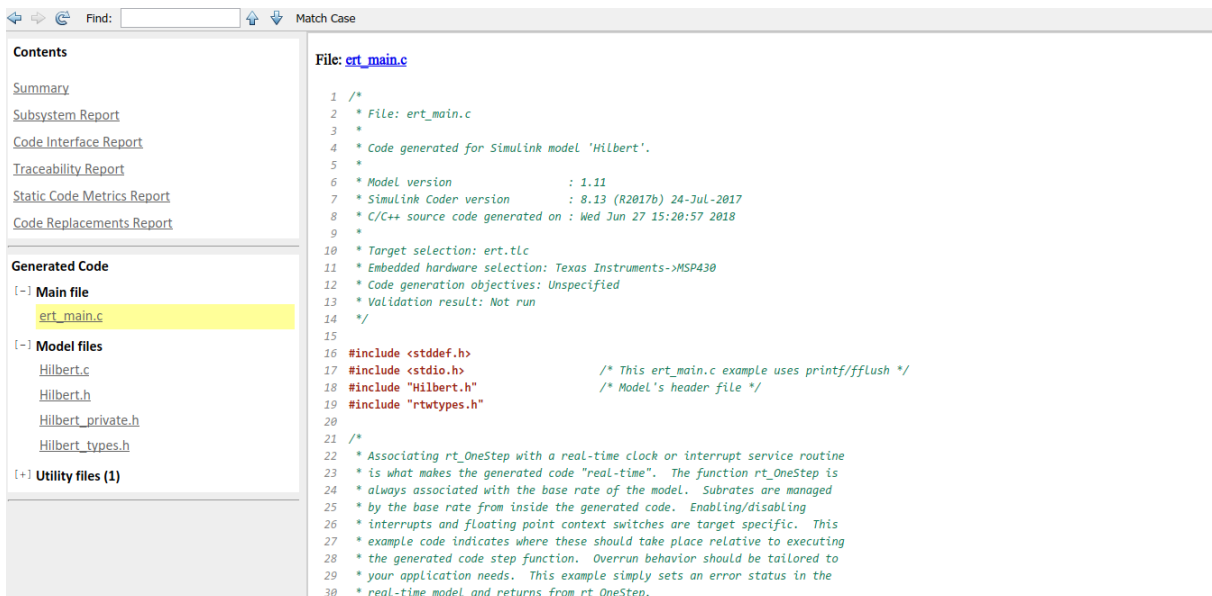 Find: Match Case
Contents
Summary
Subsystem Report
Code Interface Report
Traceability Report
Static Code Metrics Report
Code Replacements Report
Generated Code
[-] Main file
ert_main.c
[-] Model files
Hilbert.c
Hilbert.h
Hilbert_private.h
Hilbert_types.h
[+] Utility files (1)
File: ert_main.c
1 /*
2 * File: ert_main.c
3 *
4 * Code generated for Simulink model 'Hilbert'.
5 *
6 * Model version : 1.11
7 * Simulink Coder version : 8.13 (R2017b) 24-Jul-2017
8 * C/C++ source code generated on : Wed Jun 27 15:20:57 2018
9 *
10 * Target selection: ert.tlc
11 * Embedded hardware selection: Texas Instruments->MSP430
12 * Code generation objectives: Unspecified
13 * Validation result: Not run
14 */
15
16 #include <stddef.h>
17 #include <stdio.h> /* This ert_main.c example uses printf/fflush */
18 #include "Hilbert.h" /* Model's header file */
19 #include "rtwtypes.h"
20
21 /*
22 * Associating rt_OneStep with a real-time clock or interrupt service routine
23 * is what makes the generated code "real-time". The function rt_OneStep is
24 * always associated with the base rate of the model. Subrates are managed
25 * by the base rate from inside the generated code. Enabling/disabling
26 * interrupts and floating point context switches are target specific. This
27 * example code indicates where these should take place relative to executing
28 * the generated code step function. Overrun behavior should be tailored to
29 * your application needs. This example simply sets an error status in the
30 * real-time model and returns from rt_OneStep.